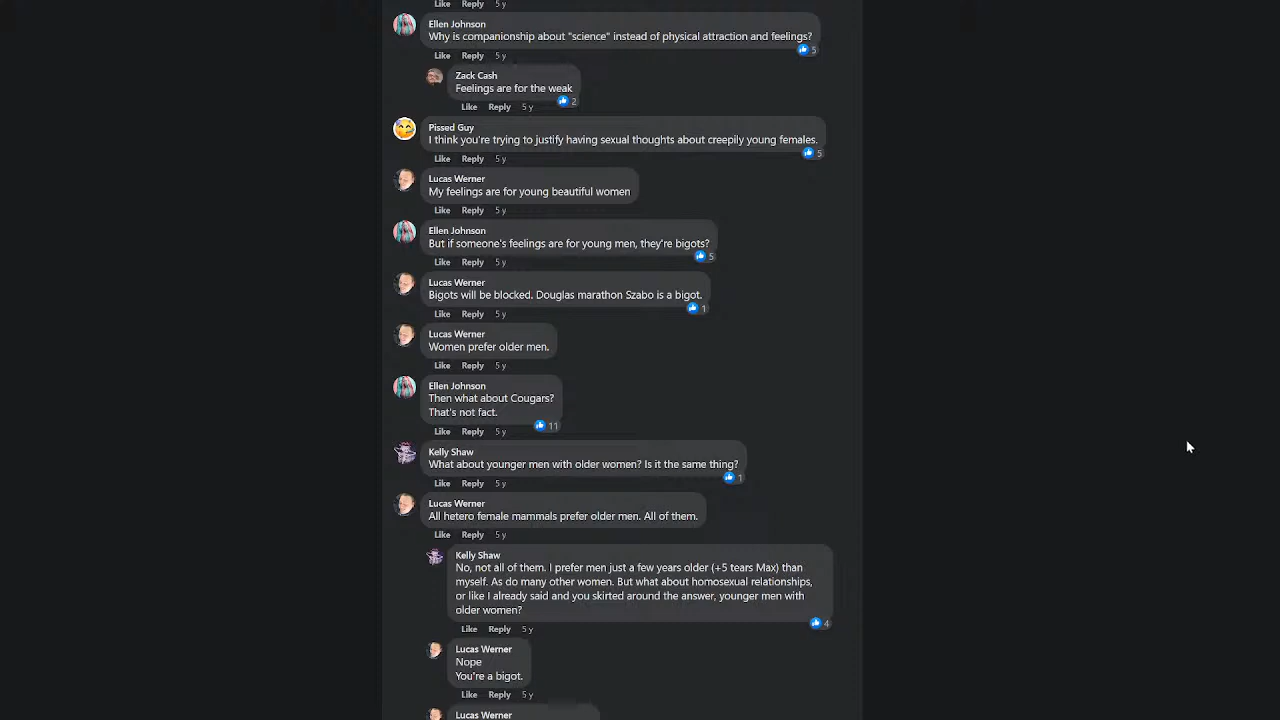 Like Reply 5 y
Ellen Johnson
Why is companionship about "science" instead of physical attraction and feelings?
5
Like Reply 5 y
Zack Cash
Feelings are for the weak
2
Like Reply 5 y
Pissed Guy
I think you're trying to justify having sexual thoughts about creepily young females.
5
Like Reply 5 y
Lucas Werner
My feelings are for young beautiful women
Like Reply 5 y
Ellen Johnson
But if someone's feelings are for young men, they're bigots?
5
Like Reply 5 y
Lucas Werner
Bigots will be blocked. Douglas marathon Szabo is a bigot.
1
Like Reply 5 y
Lucas Werner
Women prefer older men.
Like Reply 5 y
Ellen Johnson
Then what about Cougars?
That's not fact.
11
Like Reply 5 y
Kelly Shaw
What about younger men with older women? Is it the same thing?
1
Like Reply 5 y
Lucas Werner
All hetero female mammals prefer older men. All of them.
Like Reply 5 y
Kelly Shaw
No, not all of them. I prefer men just a few years older (+5 tears Max) than
myself. As do many other women. But what about homosexual relationships,
or like I already said and you skirted around the answer, younger men with
older women?
4
Like Reply 5 y
Lucas Werner
Nope
You're a bigot.
Like Reply 5 y
Lucas Werner